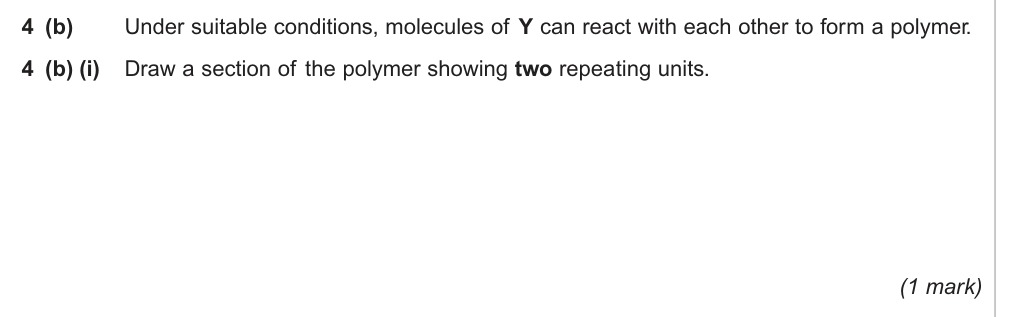 4 (b) Under suitable conditions, molecules of Y can react with each other to form a polymer.
4 (b) (i) Draw a section of the polymer showing two repeating units.
(1 mark)